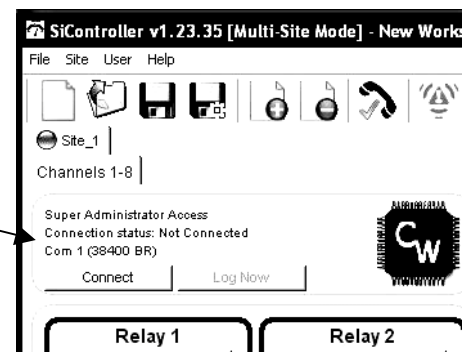 SiController v1.23.35 [Multi-Site Mode] - New Works
File Site User Help
Site_1
Channels 1-8
Super Administrator Access
Connection status: Not Connected
Com 1 (38400 BR)
Connect Log Now
CW
Relay 1 Relay 2